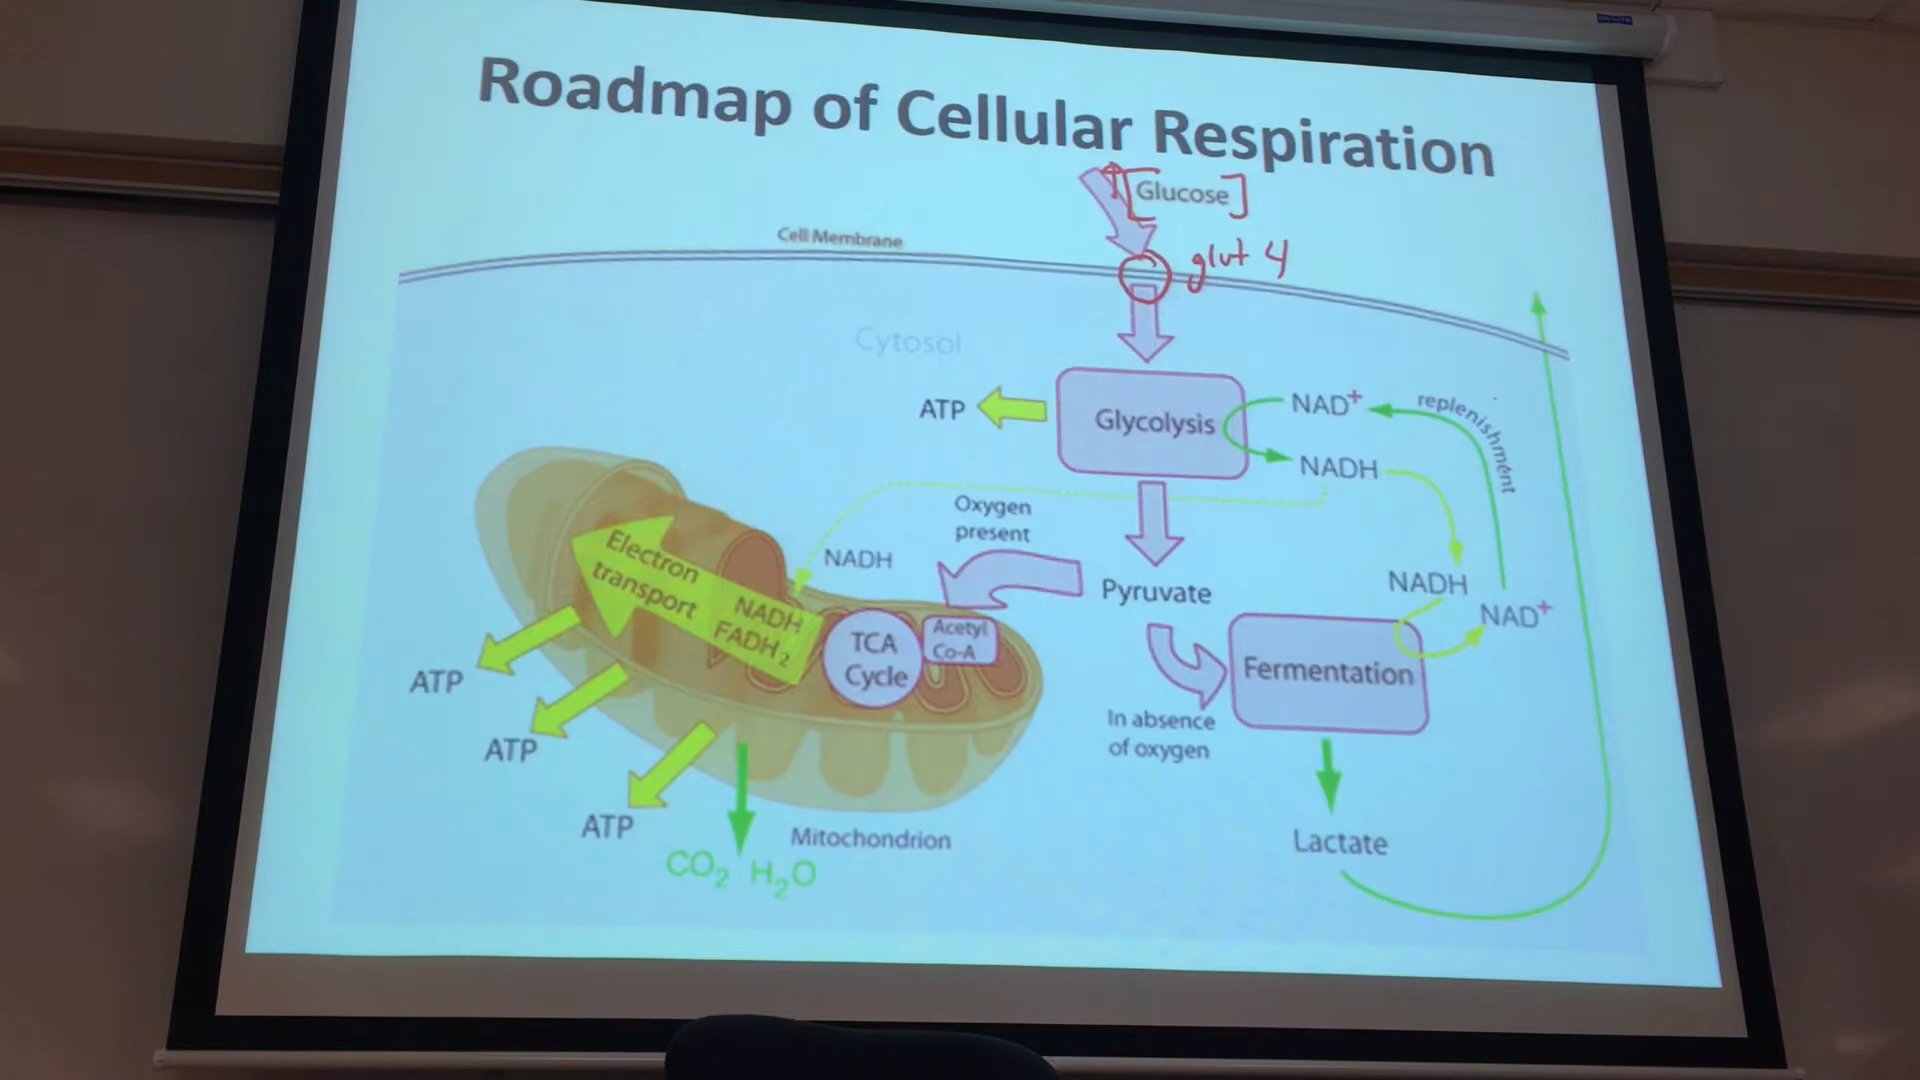 Roadmap of Cellular Respiration
↑[Glucose]
Cell Membrane
glut 4
Cytosol
ATP
Glycolysis
NAD+
replenishment
NADH
Oxygen
present
NADH
Electron
transport
NADH
FADH2
TCA
Cycle
Acetyl
Co-A
Pyruvate
NADH
NAD+
Fermentation
In absence
of oxygen
ATP
ATP
ATP
Mitochondrion
CO2 H2O
Lactate